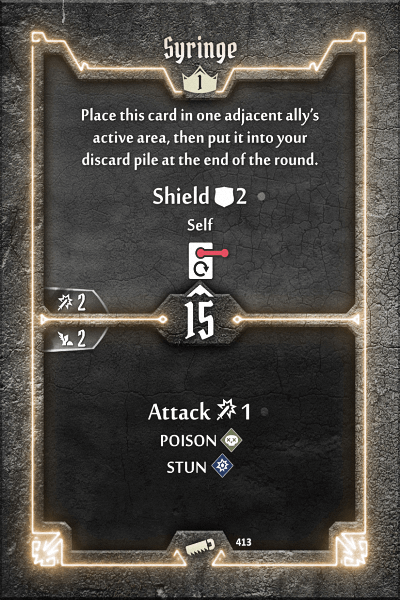 Syringe
1
Place this card in one adjacent ally's
active area, then put it into your
discard pile at the end of the round.
Shield 2
Self
2
15
2
Attack 1
POISON
STUN
413